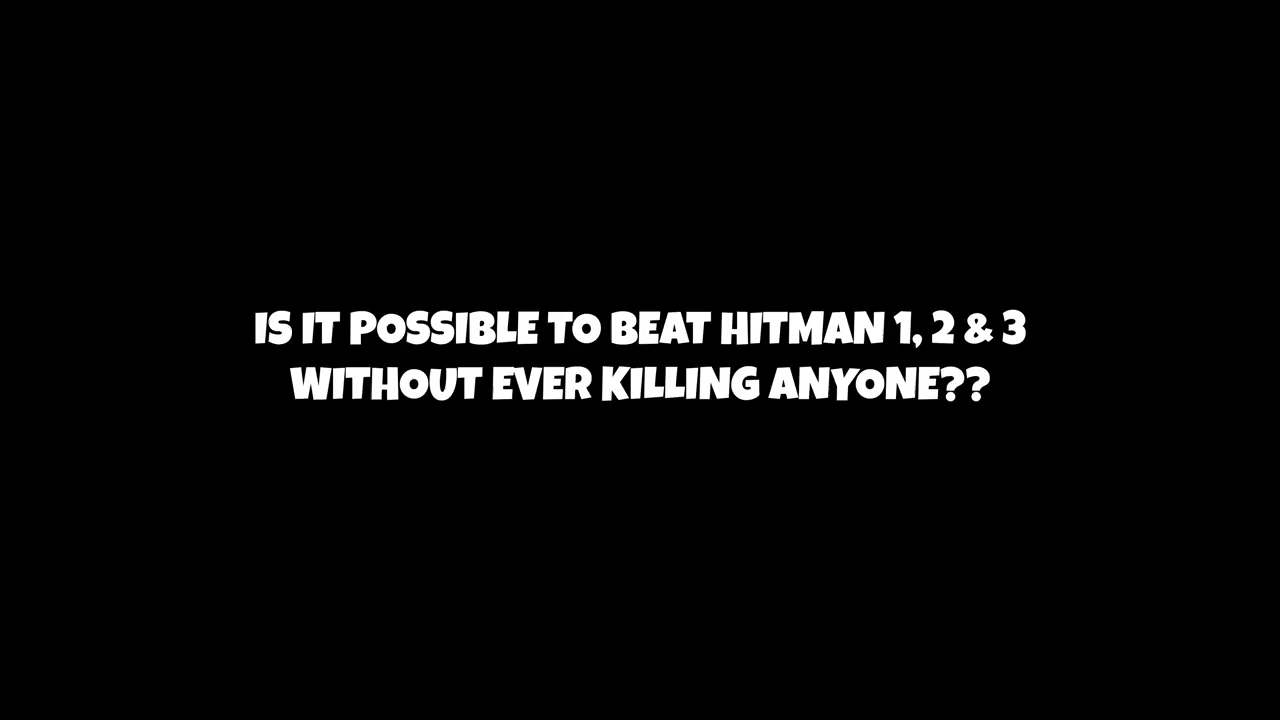 IS IT POSSIBLE TO BEAT HITMAN 1, 2 & 3
WITHOUT EVER KILLING ANYONE??